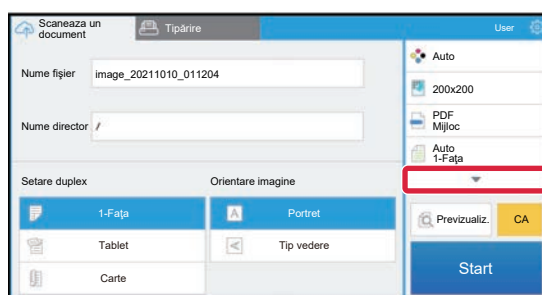 Scaneaza un
document
Tipărire
User
Nume fişier
image_20211010_011204
Nume director
/
Setare duplex
1-Faţa
Tablet
Carte
Orientare imagine
A
Portret
Tip vedere
Auto
200x200
PDF
Mijloc
Auto
1-Faţa
Previzualiz.
CA
Start